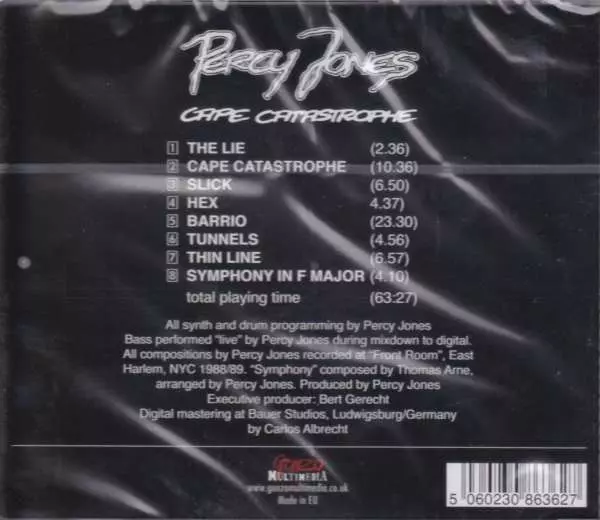 PERCY JONES
CAPE CATASTROPHE
1 THE LIE (2.36)
2 CAPE CATASTROPHE (10.36)
3 SLICK (6.50)
4 HEX 4.37)
5 BARRIO (23.30)
6 TUNNELS (4.56)
7 THIN LINE (6.57)
8 SYMPHONY IN F MAJOR (4.10)
total playing time (63:27)
All synth and drum programming by Percy Jones
Bass performed "live" by Percy Jones during mixdown to digital.
All compositions by Percy Jones recorded at "Front Room", East
Harlem, NYC 1988/89. "Symphony" composed by Thomas Arne,
arranged by Percy Jones. Produced by Percy Jones
Executive producer: Bert Gerecht
Digital mastering at Bauer Studios, Ludwigsburg/Germany
by Carlos Albrecht
GONZO
MULTIMEDIA
www.gonzomultimedia.co.uk
Made in EU
5 060230 863627